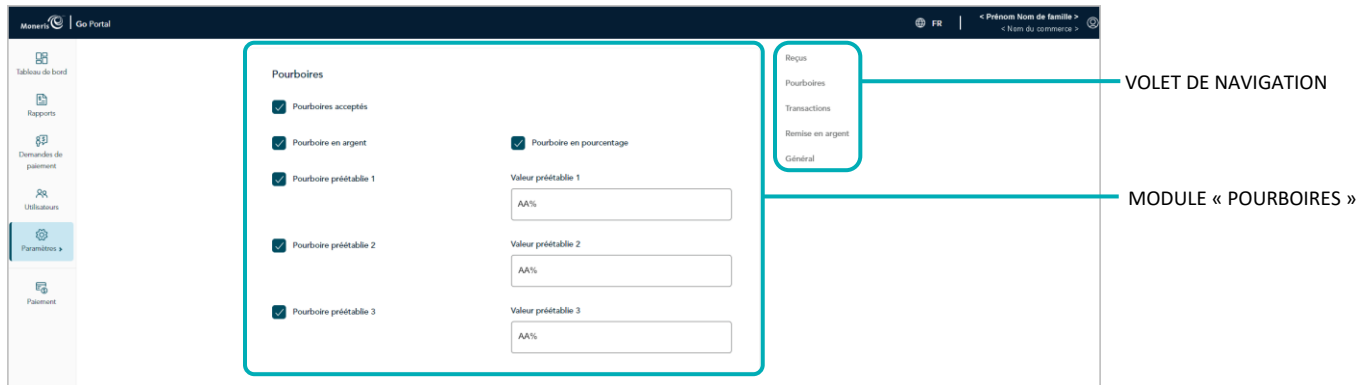 Moneris Go Portal
FR
< Prénom Nom de famille >
< Nom du commerce >
Tableau de bord
Rapports
Demandes de
paiement
Utilisateurs
Paramètres
Paiement
Pourboires
Pourboires acceptés
Pourboire en argent
Pourboire en pourcentage
Pourboire préétablie 1
Valeur préétablie 1
AA%
Pourboire préétablie 2
Valeur préétablie 2
AA%
Pourboire préétablie 3
Valeur préétablie 3
AA%
Reçus
Pourboires
Transactions
Remise en argent
Général
VOLET DE NAVIGATION
MODULE « POURBOIRES »